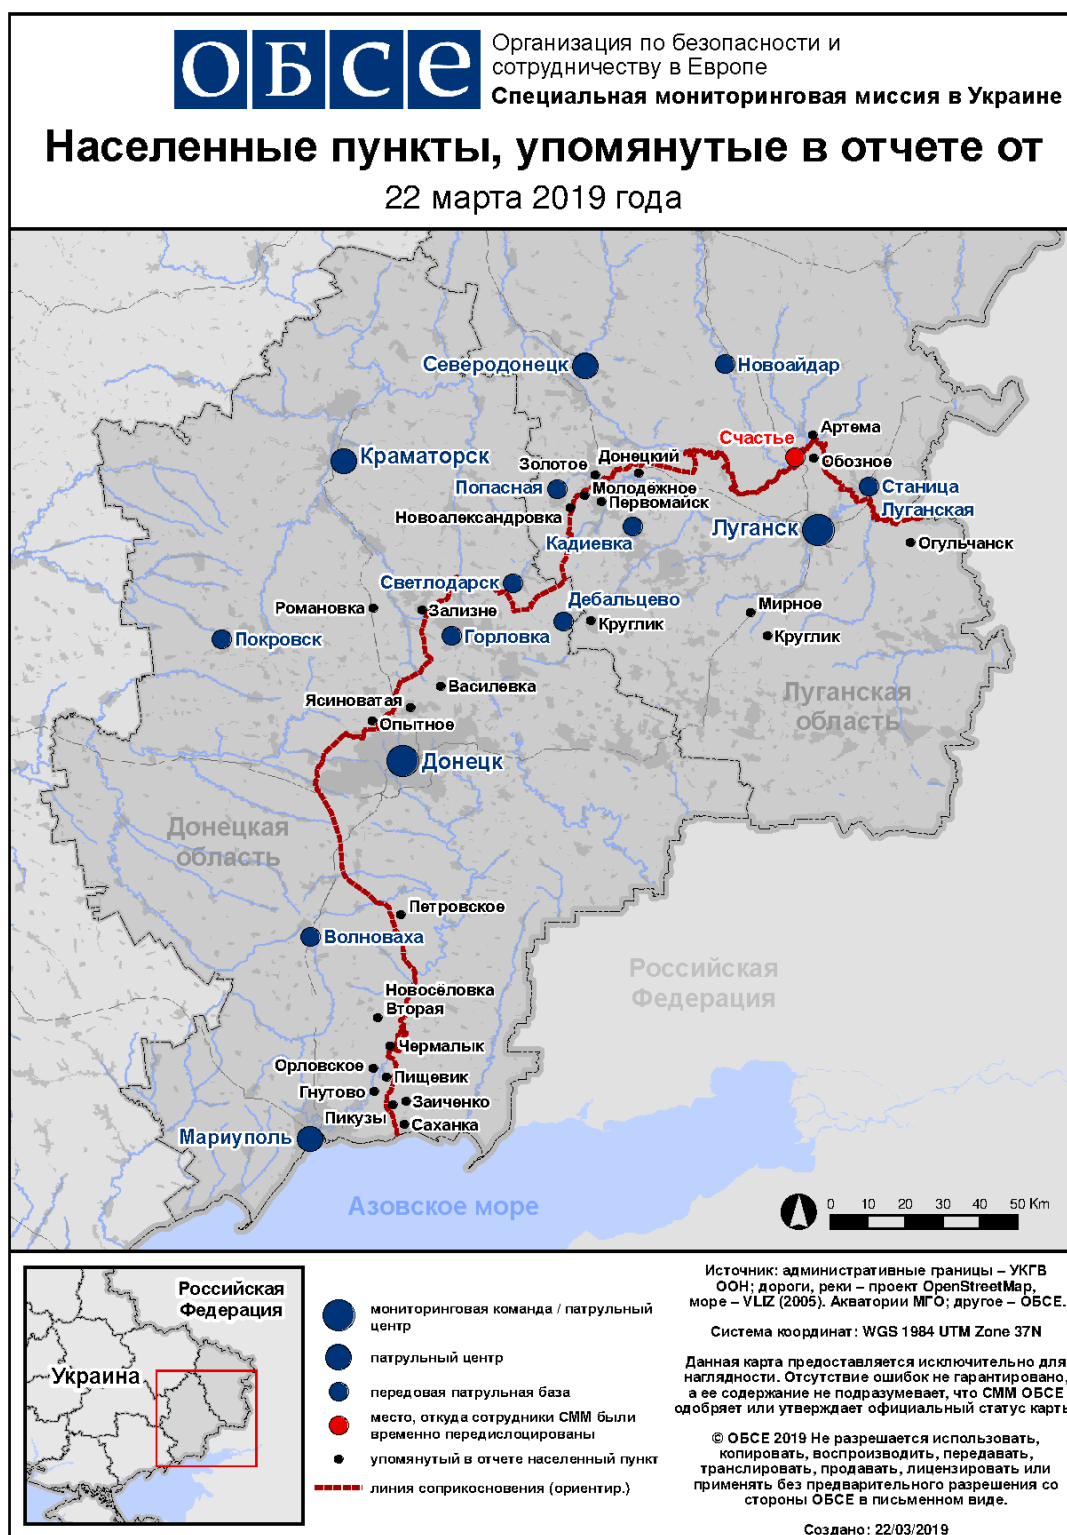 ОБСЕ
Организация по безопасности и
сотрудничеству в Европе
Специальная мониторинговая миссия в Украине
Населенные пункты, упомянутые в отчете от
22 марта 2019 года
Северодонецк
Новоайдар
Артема
Счастье
Обозное
Краматорск
Золотое
Донецкий
Попасная
Молодёжное
Первомайск
Станица
Луганская
Новоалександровка
Луганск
Кадиевка
Огульчанск
Светлодарск
Дебальцево
Романовка
Зализне
Мирное
Круглик
Покровск
Горловка
Круглик
Василевка
Ясиноватая
Луганская
область
Опытное
Донецк
Донецкая
область
Петровское
Волноваха
Российская
Федерация
Новосёловка
Вторая
Чермалык
Орловское
Пищевик
Гнутово
Заиченко
Пикузы
Саханка
Мариуполь
Азовское море
0 10 20 30 40 50 Km
Российская
Федерация
Украина
мониторинговая команда / патрульный
центр
патрульный центр
передовая патрульная база
место, откуда сотрудники СММ были
временно передислоцированы
упомянутый в отчете населенный пункт
линия соприкосновения (ориентир.)
Источник: административные границы – УКГВ
ООН; дороги, реки – проект OpenStreetMap,
море – VLIZ (2005). Акватории МГО; другое – ОБСЕ.
Система координат: WGS 1984 UTM Zone 37N
Данная карта предоставляется исключительно для
наглядности. Отсутствие ошибок не гарантировано,
а ее содержание не подразумевает, что СММ ОБСЕ
одобряет или утверждает официальный статус карты
© ОБСЕ 2019 Не разрешается использовать,
копировать, воспроизводить, передавать,
транслировать, продавать, лицензировать или
применять без предварительного разрешения со
стороны ОБСЕ в письменном виде.
Создано: 22/03/2019